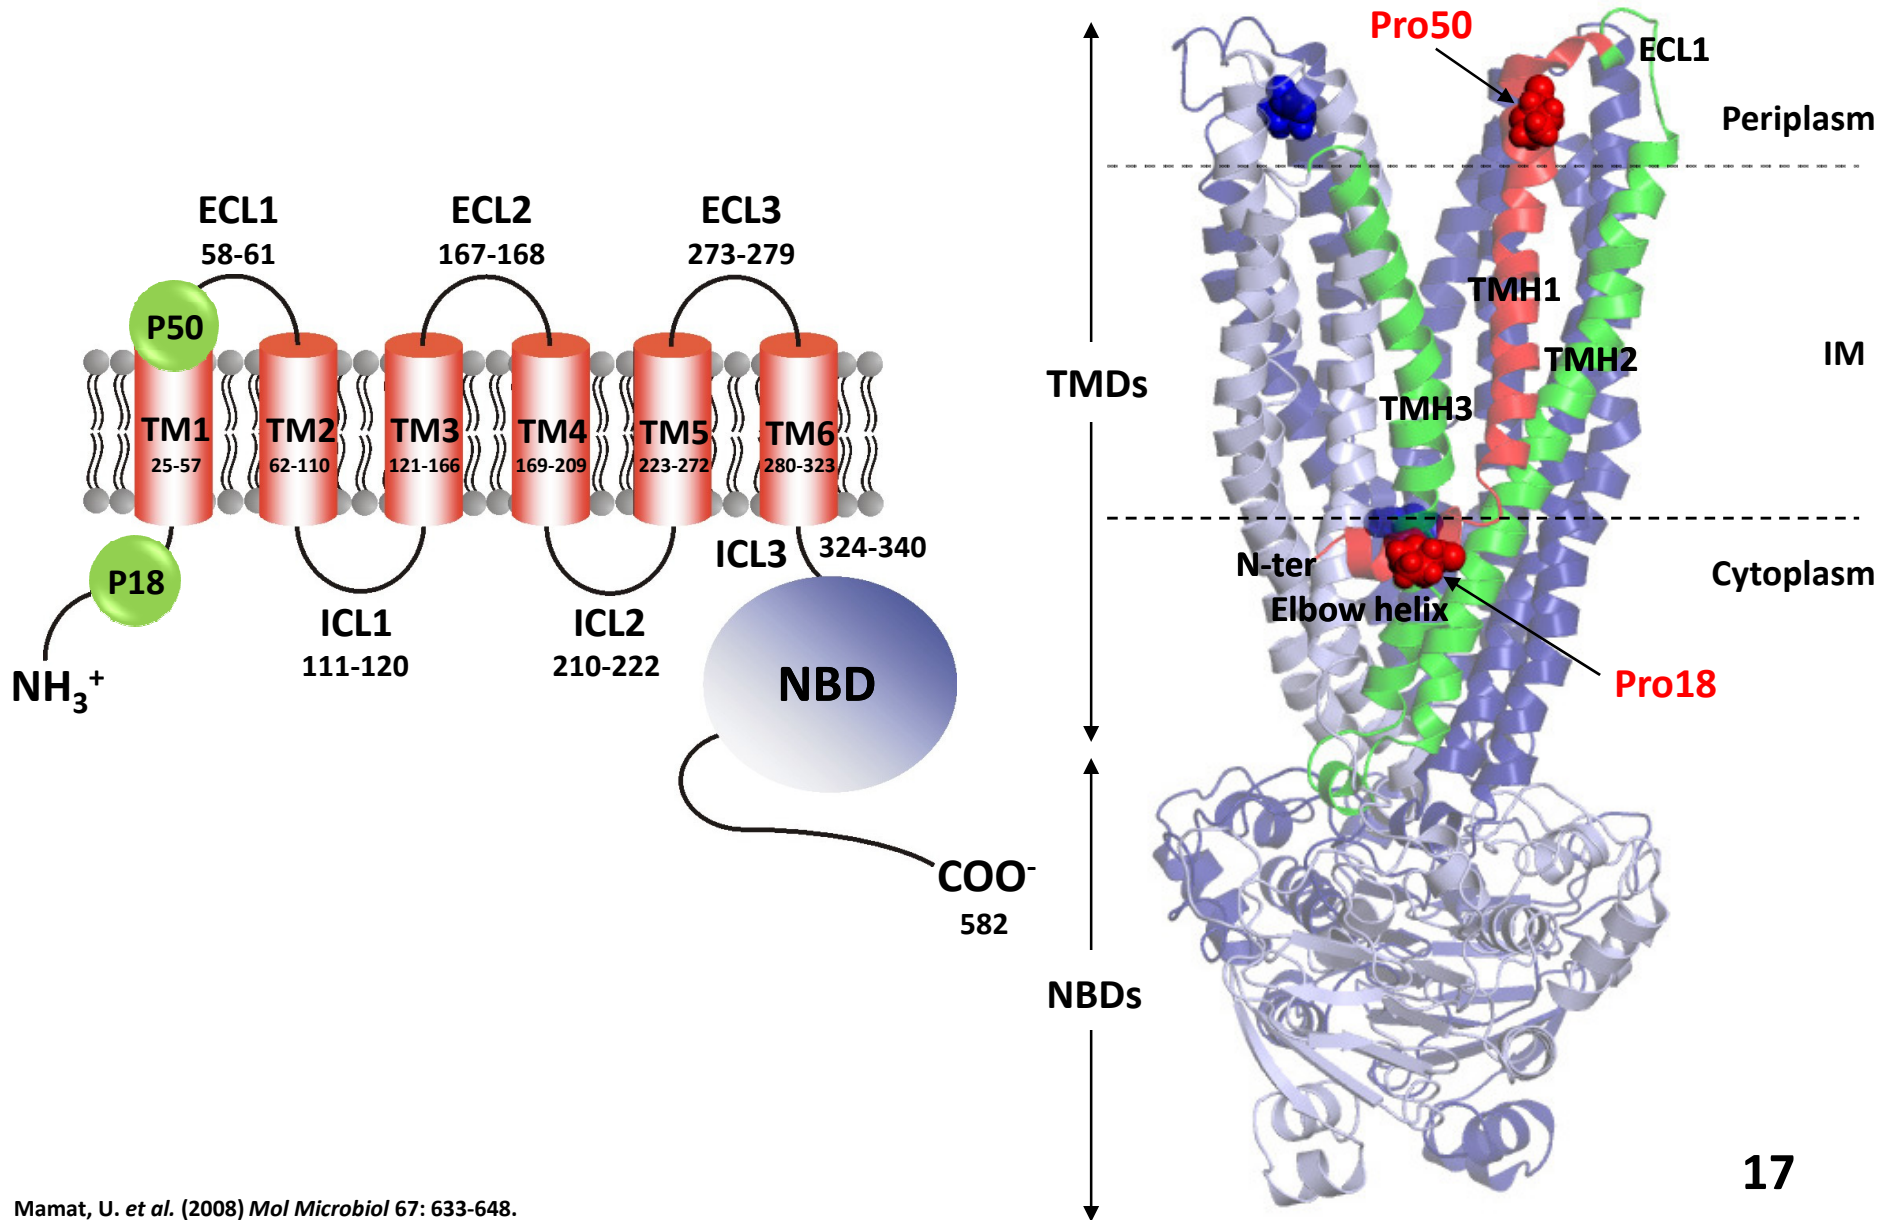 ECL1
58-61
ECL2
167-168
ECL3
273-279
P50
TM1
25-57
TM2
62-110
TM3
121-166
TM4
169-209
TM5
223-272
TM6
280-323
P18
NH3+
ICL1
111-120
ICL2
210-222
ICL3
324-340
NBD
COO-
582
Pro50
ECL1
Periplasm
TMH1
TMH2
IM
TMDs
TMH3
N-ter
Elbow helix
Cytoplasm
Pro18
NBDs
17
Mamat, U. et al. (2008) Mol Microbiol 67: 633-648.